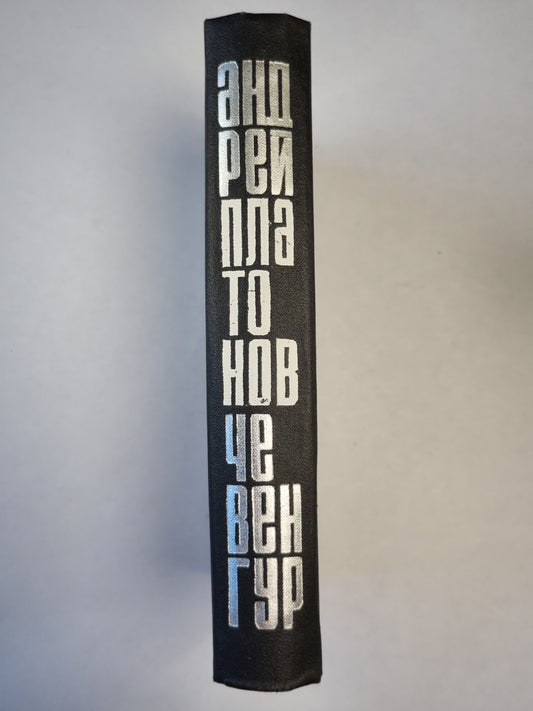 анд
рей
пла
то
нов
че
вен
гур